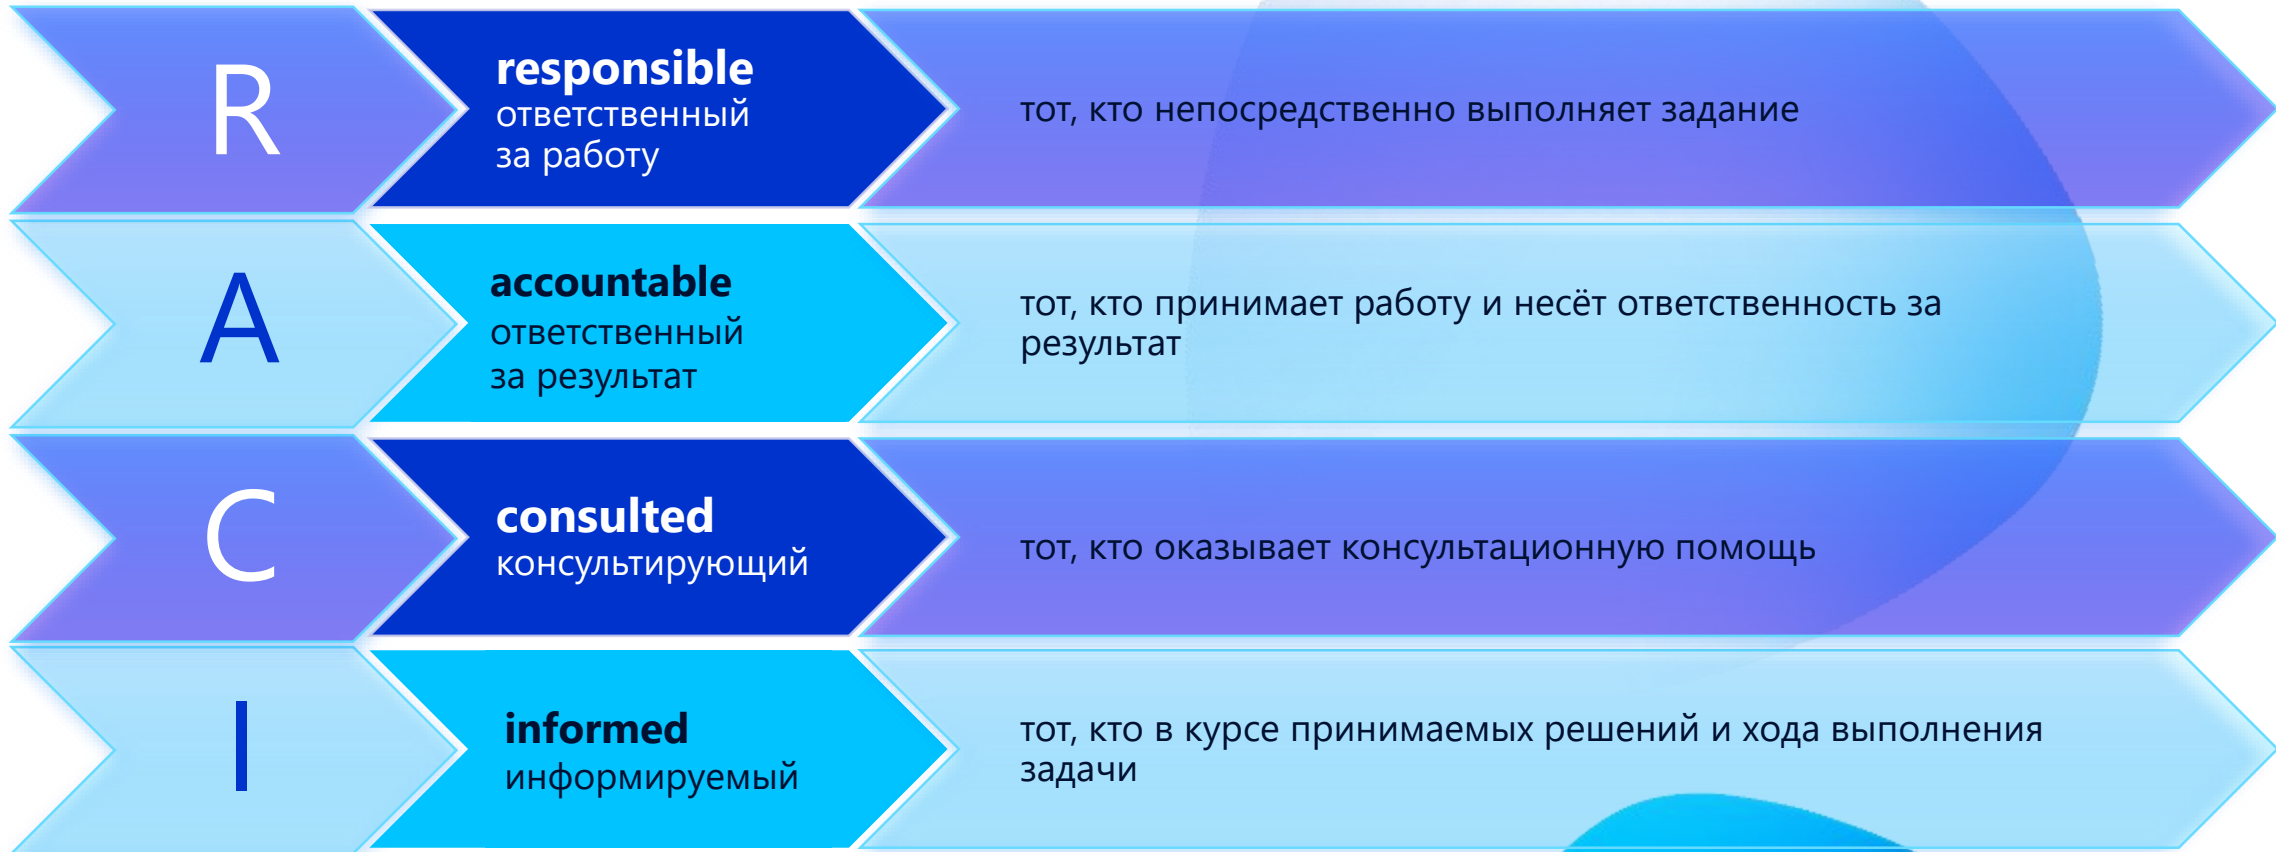 R
responsible
ответственный
за работу
тот, кто непосредственно выполняет задание
A
accountable
ответственный
за результат
тот, кто принимает работу и несёт ответственность за
результат
C
consulted
консультирующий
тот, кто оказывает консультационную помощь
I
informed
информируемый
тот, кто в курсе принимаемых решений и хода выполнения
задачи